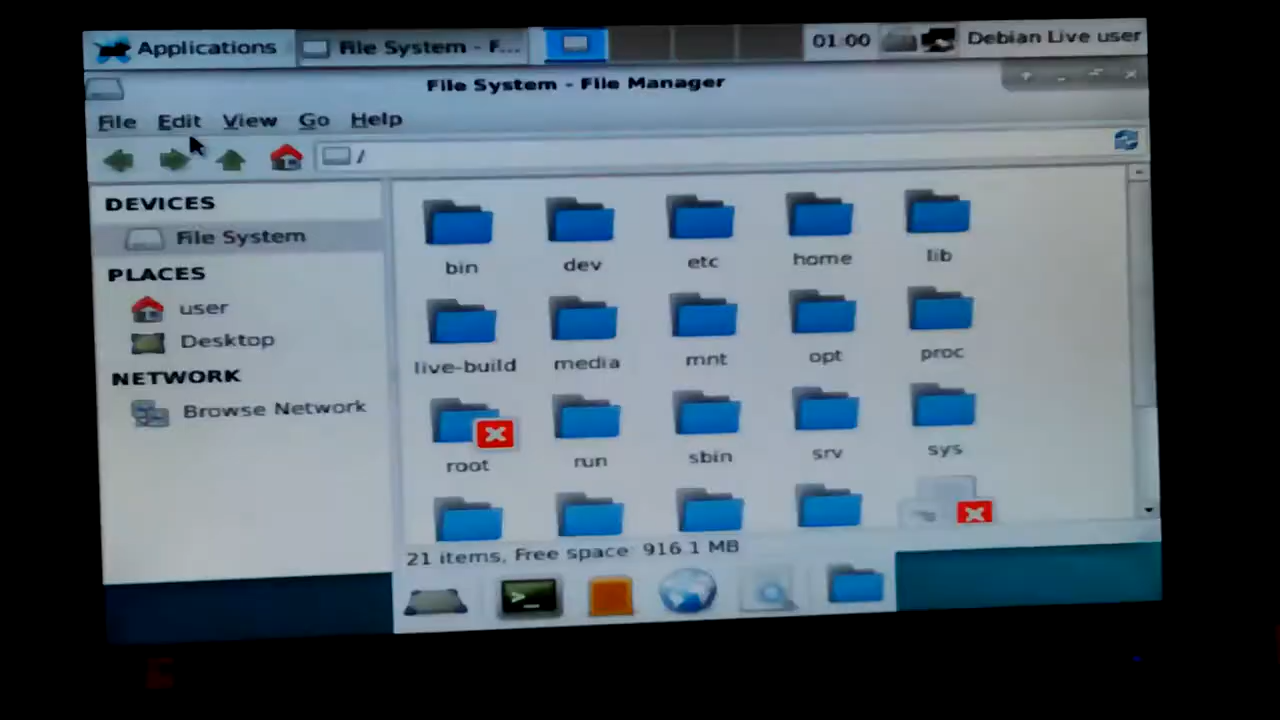 Applications File System - F... 01:00 Debian Live user
File System - File Manager
File Edit View Go Help
/
DEVICES
File System
PLACES
user
Desktop
NETWORK
Browse Network
bin dev etc home lib
live-build media mnt opt proc
root run sbin srv sys
21 items, Free space: 916.1 MB
>_